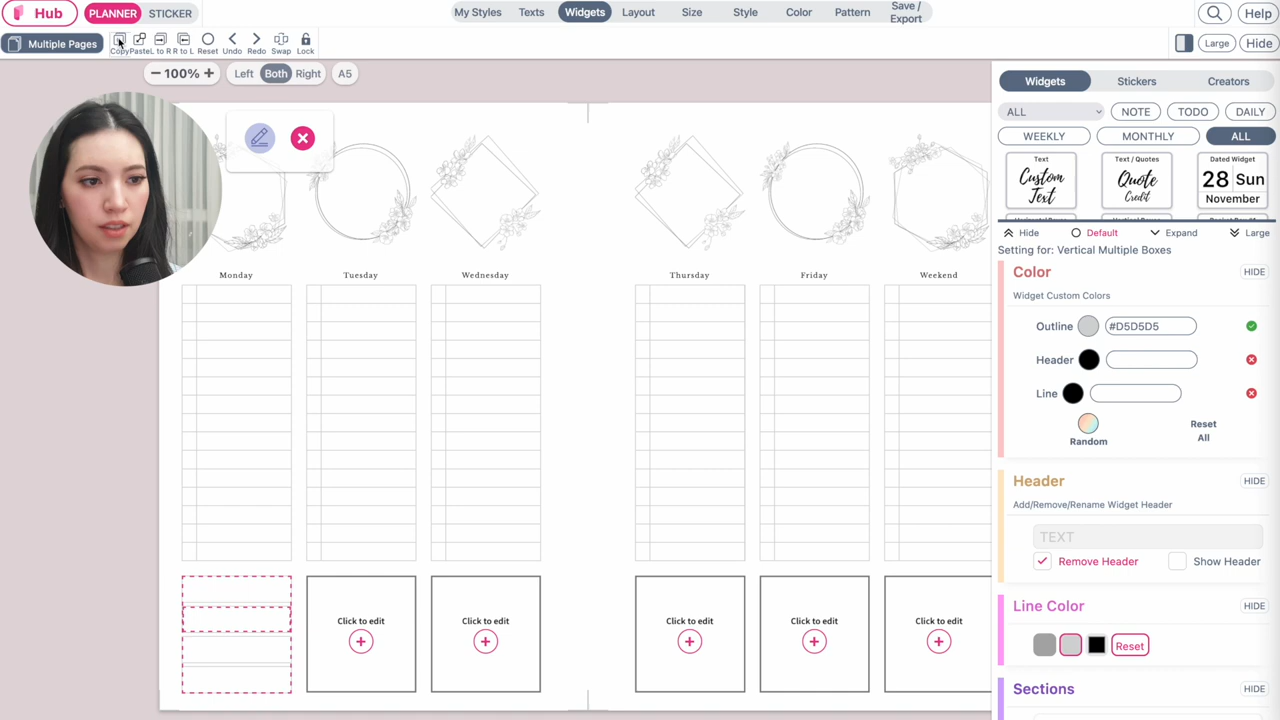 Hub PLANNER STICKER My Styles Texts Widgets Layout Size Style Color Pattern Save / Export Help
Multiple Pages Copy Paste L to R R to L Reset Undo Redo Swap Lock Large Hide
100% Left Both Right A5
Widgets Stickers Creators
ALL NOTE TODO DAILY
WEEKLY MONTHLY ALL
Text Text / Quotes Dated Widget
Custom Text Quote Credit 28 Sun November
Hide Default Expand Large
Setting for: Vertical Multiple Boxes
Color HIDE
Widget Custom Colors
Outline #D5D5D5
Header
Line
Random Reset All
Header HIDE
Add/Remove/Rename Widget Header
TEXT
Remove Header Show Header
Line Color HIDE
Reset
Sections HIDE
Monday Tuesday Wednesday Thursday Friday Weekend
Click to edit Click to edit Click to edit Click to edit Click to edit